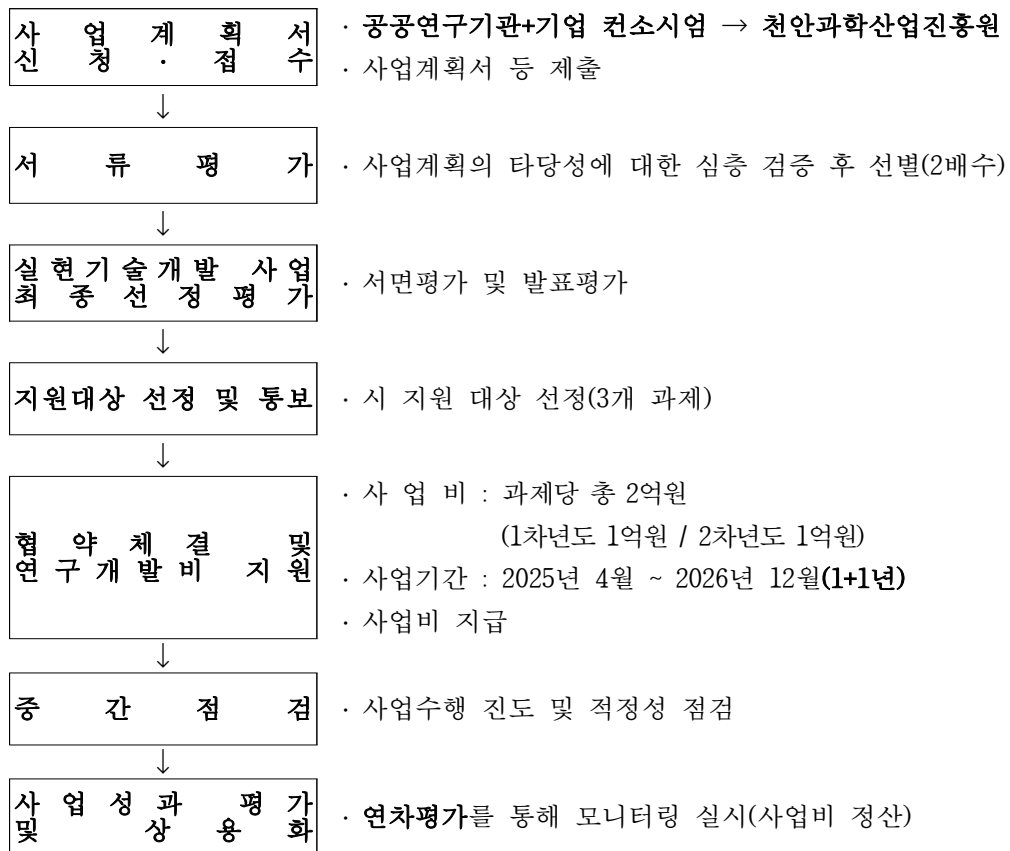 사 업 계 획 서
신 청 · 접 수
· 공공연구기관+기업 컨소시엄 → 천안과학산업진흥원
· 사업계획서 등 제출
↓
서 류 평 가
· 사업계획의 타당성에 대한 심층 검증 후 선별(2배수)
↓
실현기술개발 사업
최 종 선 정 평 가
· 서면평가 및 발표평가
↓
지원대상 선정 및 통보
· 시 지원 대상 선정(3개 과제)
↓
협 약 체 결 및
연 구 개 발 비 지 원
· 사 업 비 : 과제당 총 2억원
(1차년도 1억원 / 2차년도 1억원)
· 사업기간 : 2025년 4월 ~ 2026년 12월(1+1년)
· 사업비 지급
↓
중 간 점 검
· 사업수행 진도 및 적정성 점검
↓
사 업 성 과 평 가
및 상 용 화
· 연차평가를 통해 모니터링 실시(사업비 정산)